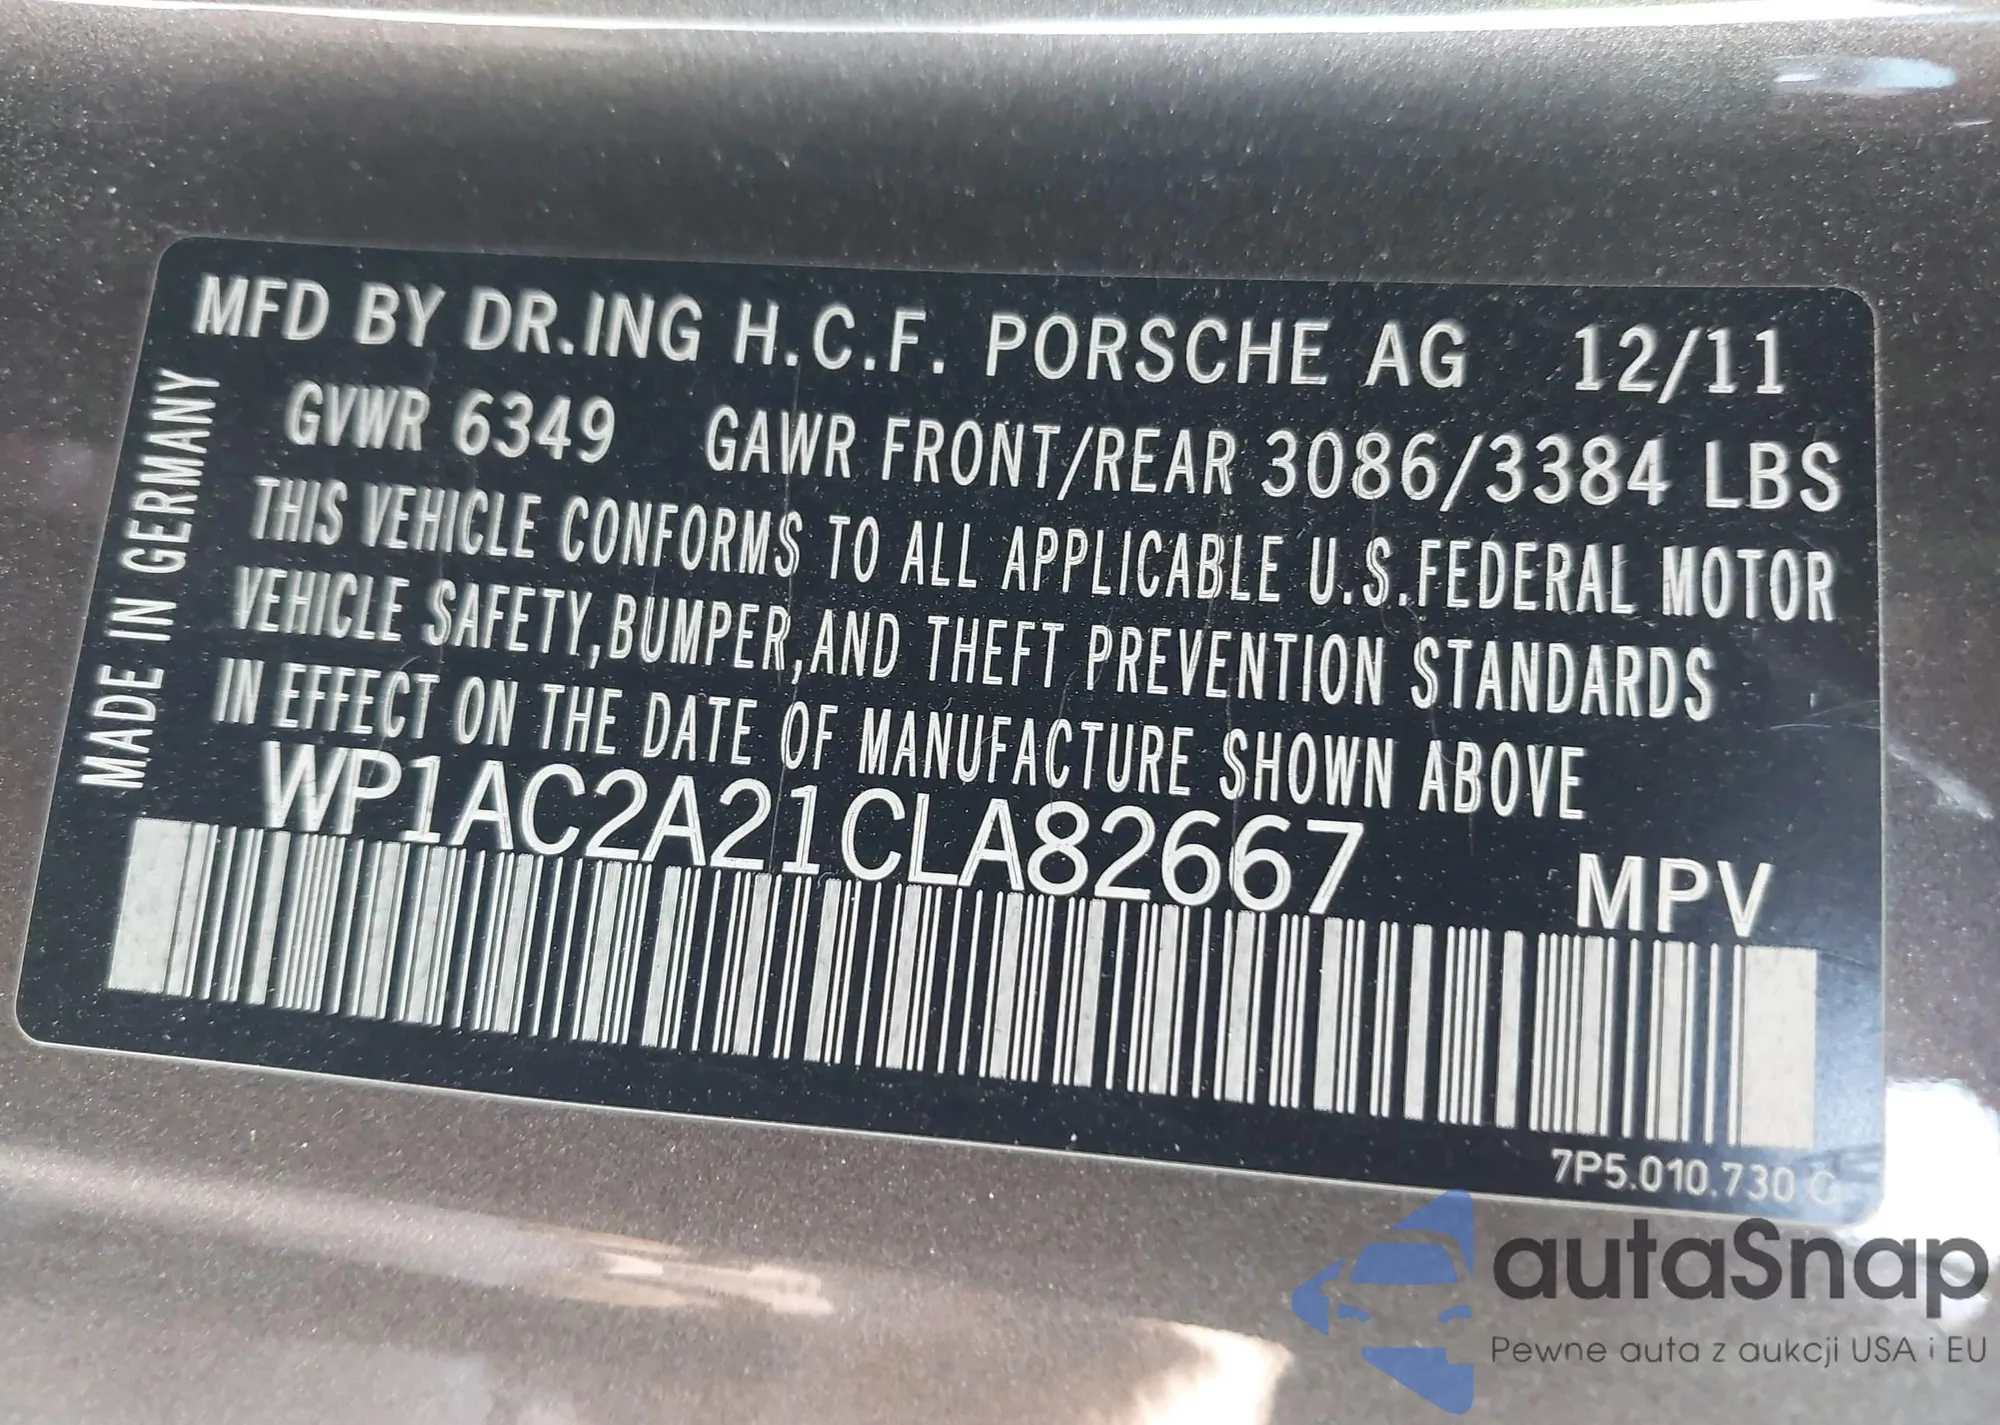 MFD BY DR.ING H.C.F. PORSCHE AG 12/11
GVWR 6349 GAWR FRONT/REAR 3086/3384 LBS
THIS VEHICLE CONFORMS TO ALL APPLICABLE U.S.FEDERAL MOTOR
VEHICLE SAFETY,BUMPER,AND THEFT PREVENTION STANDARDS
IN EFFECT ON THE DATE OF MANUFACTURE SHOWN ABOVE
WP1AC2A21CLA82667 MPV
7P5.010.730
MADE IN GERMANY
autaSnap
Pewne auta z aukcji USA i EU